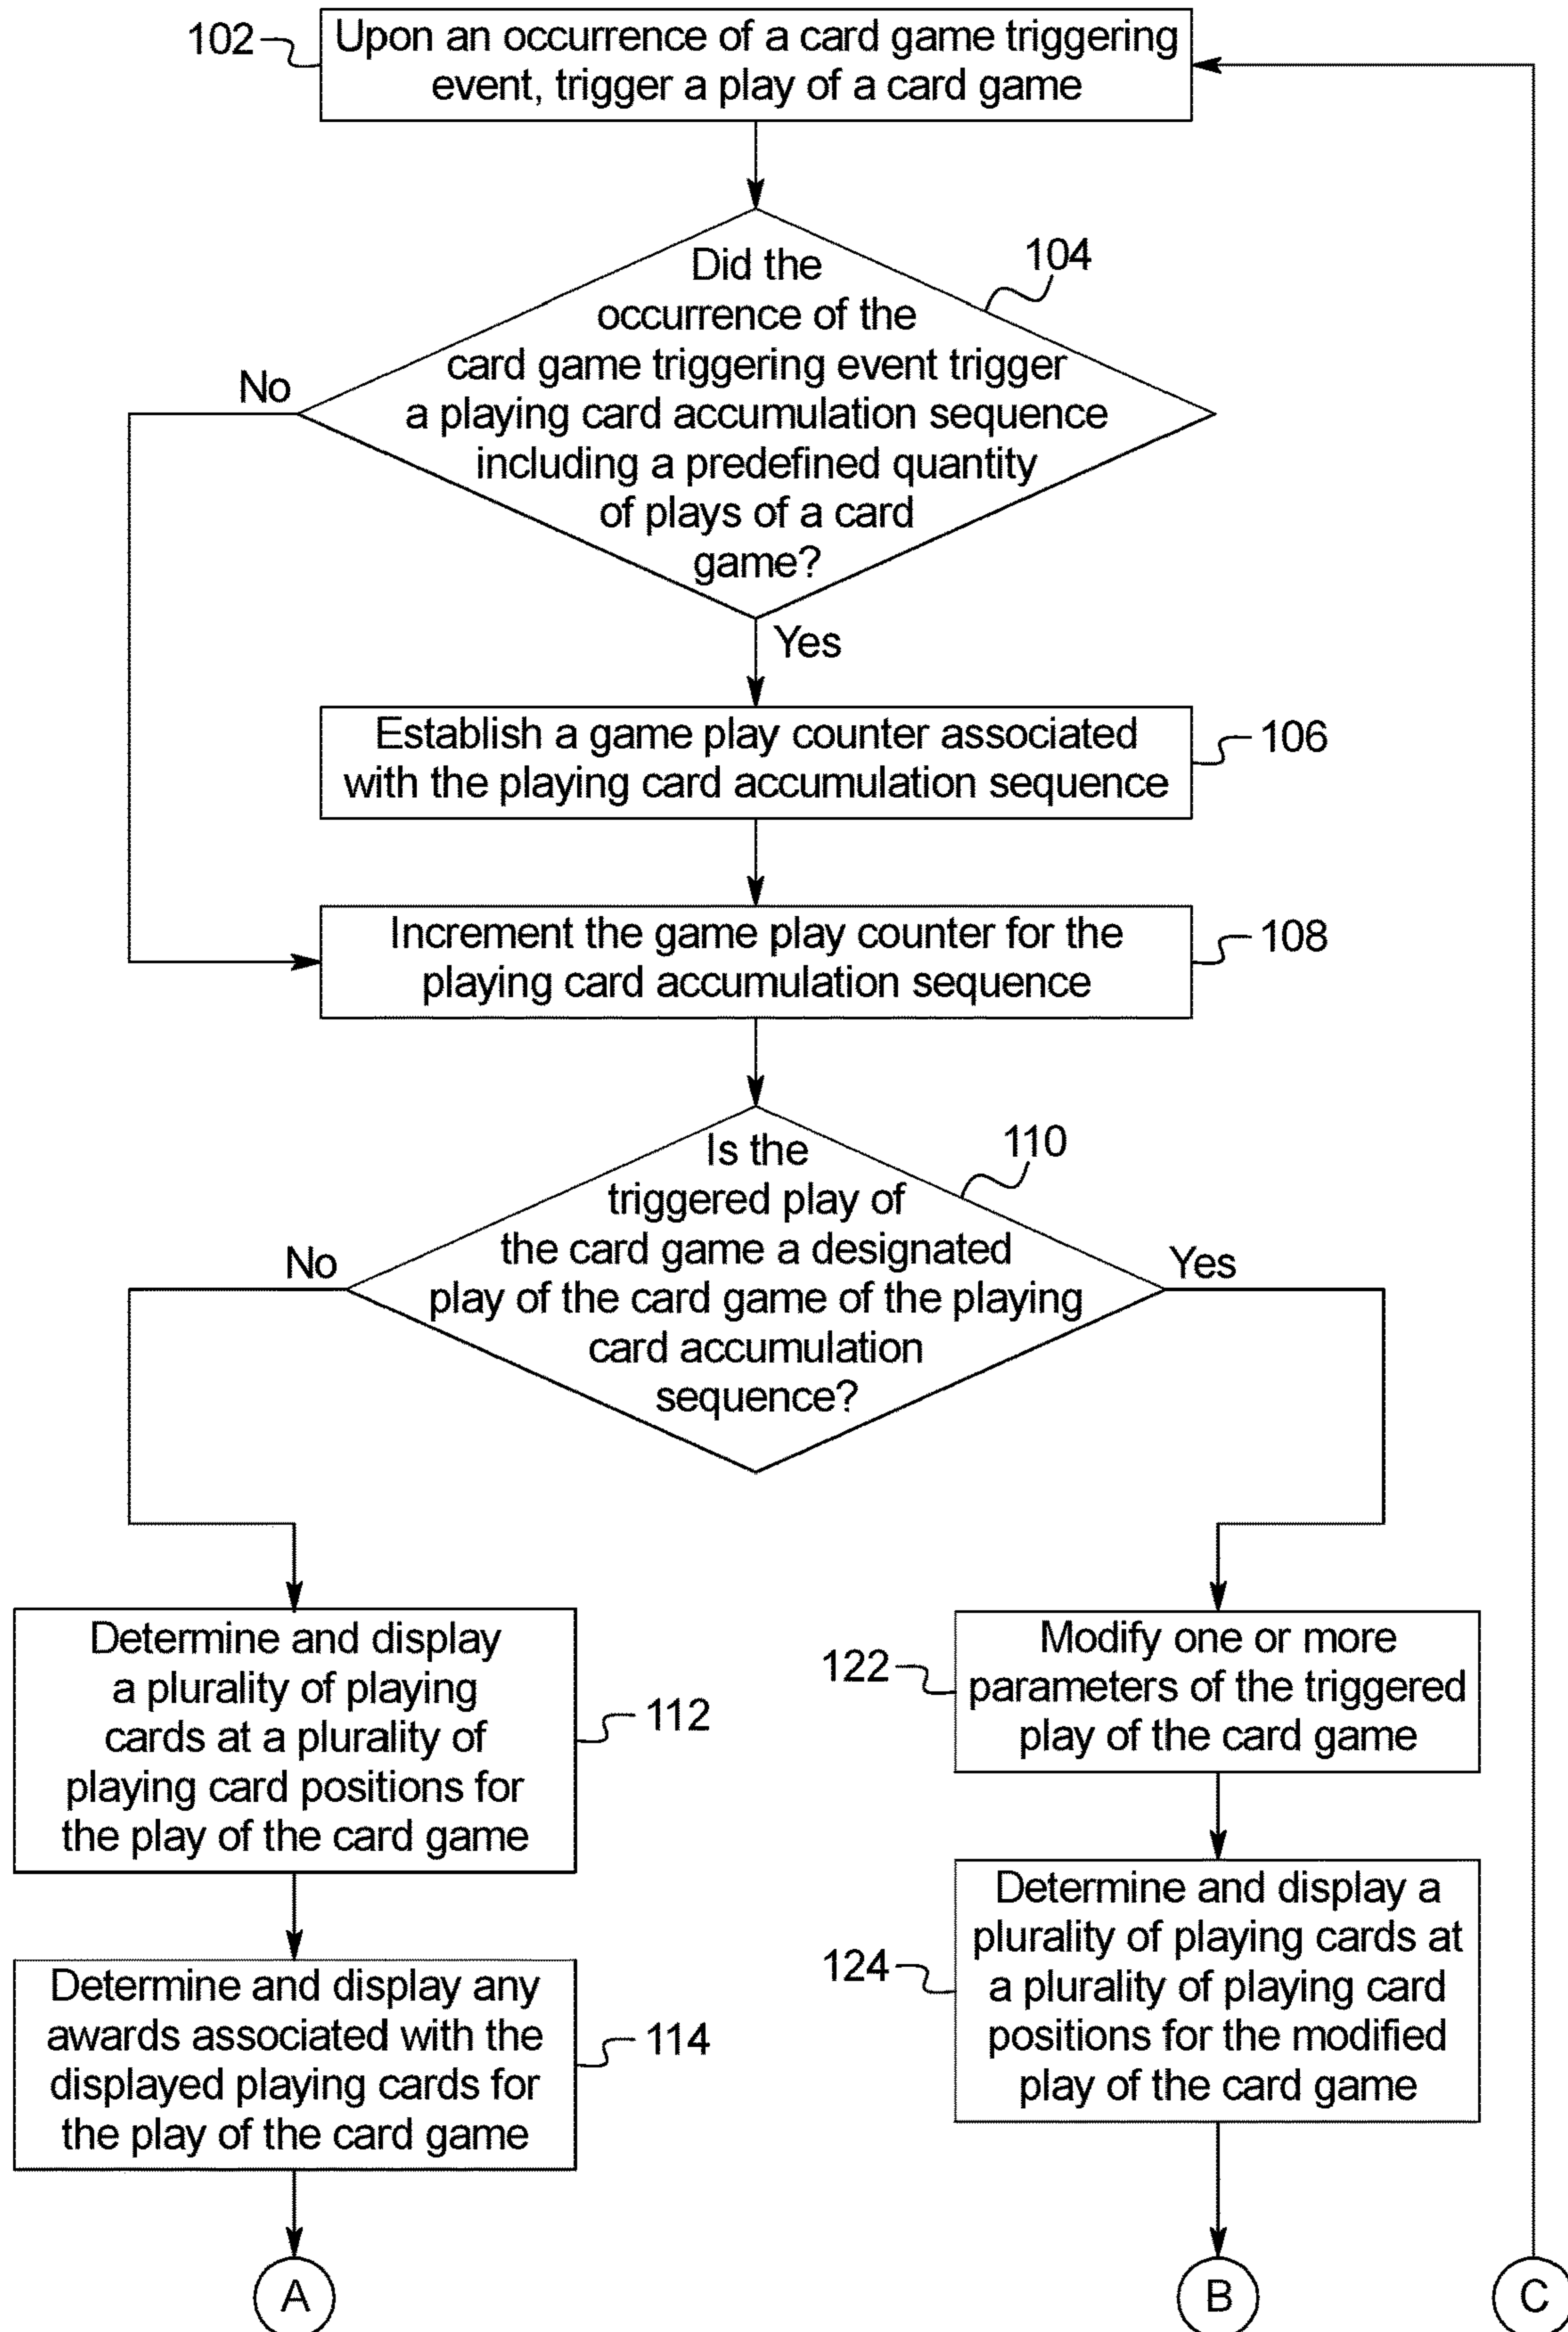 102
Upon an occurrence of a card game triggering
event, trigger a play of a card game
104
Did the
occurrence of the
card game triggering event trigger
a playing card accumulation sequence
including a predefined quantity
of plays of a card
game?
No
Yes
Establish a game play counter associated
with the playing card accumulation sequence
106
Increment the game play counter for the
playing card accumulation sequence
108
110
Is the
triggered play of
the card game a designated
play of the card game of the playing
card accumulation
sequence?
No
Yes
Determine and display
a plurality of playing
cards at a plurality of
playing card positions for
the play of the card game
112
Determine and display any
awards associated with the
displayed playing cards for
the play of the card game
114
A
122
Modify one or more
parameters of the triggered
play of the card game
124
Determine and display a
plurality of playing cards at
a plurality of playing card
positions for the modified
play of the card game
B
C